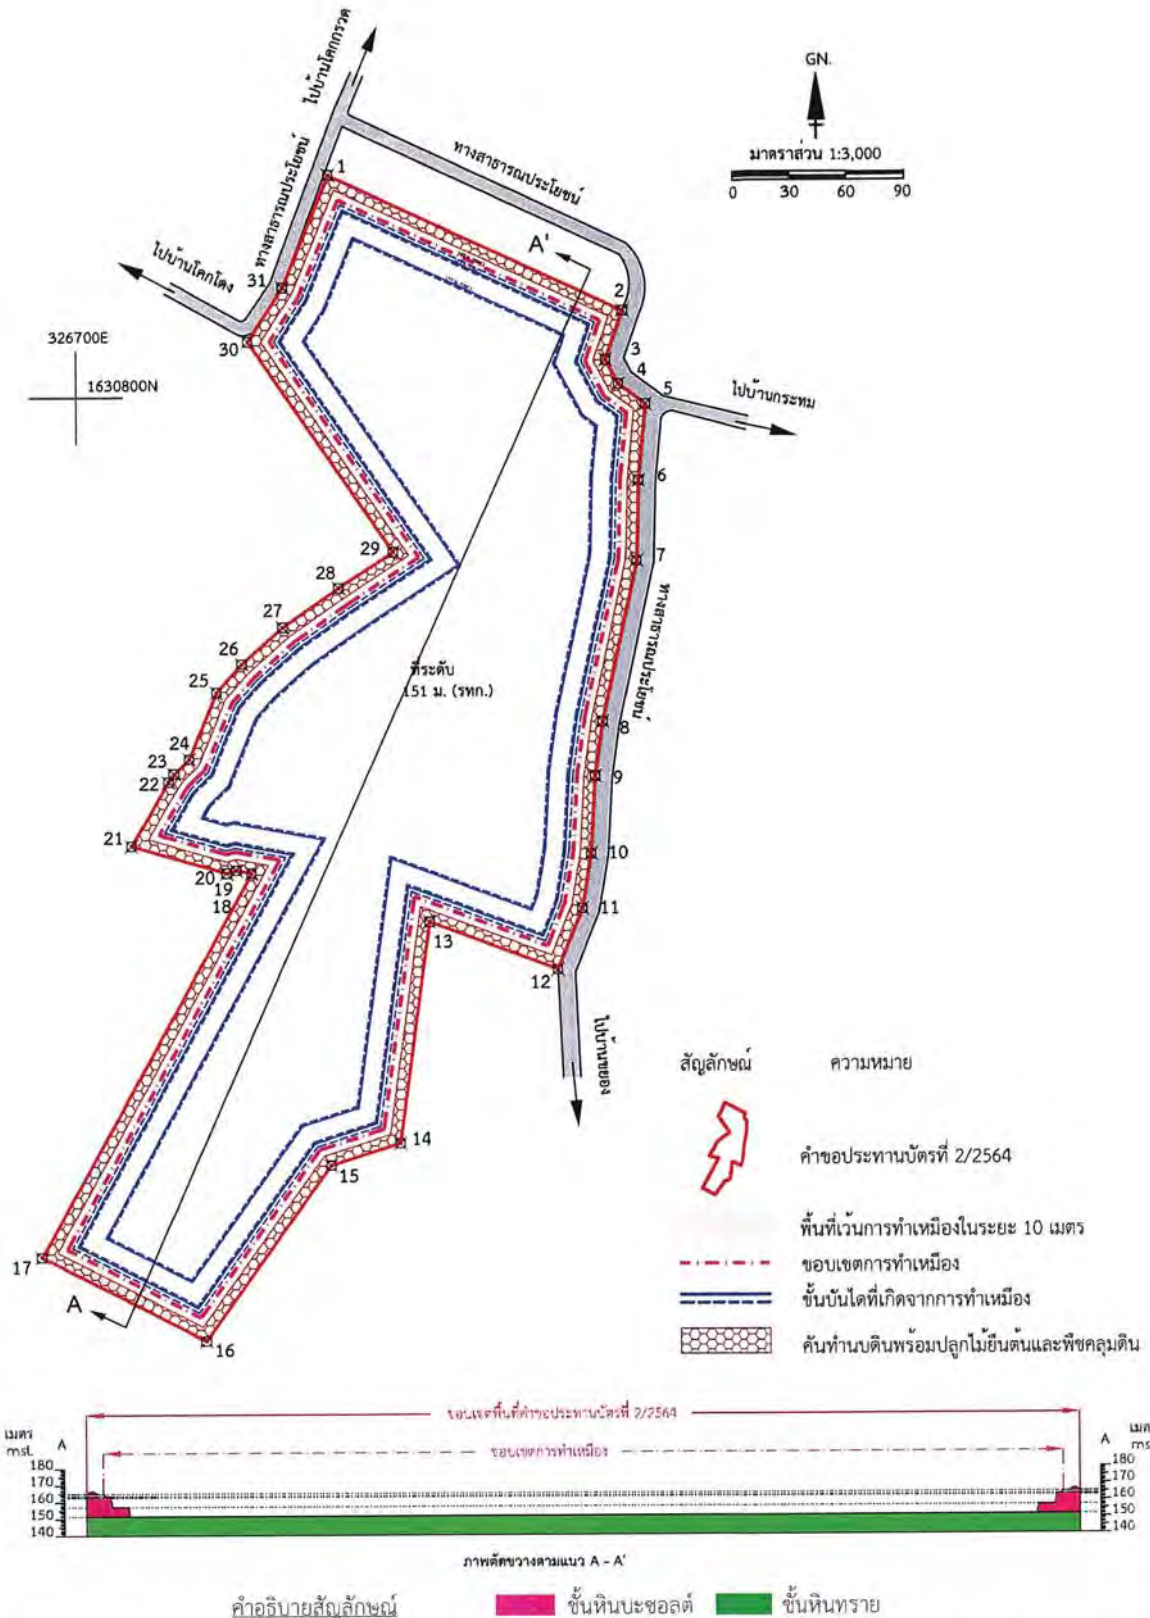 ไปบ้านโคกกรวด
GN.
ทางสาธารณประโยชน์
ทางสาธารณประโยชน์
มาตราส่วน 1:3,000
0 30 60 90
1
A'
ไปบ้านโคกโดง
31
2
30
3
4
5
326700E
1630800N
ไปบ้านกระทม
6
29
7
28
27
ทางสาธารณประโยชน์
26
ที่ระดับ
151 ม. (รทก.)
25
8
24
23
22
9
21
10
20
19
18
11
13
12
ไปบ้านขยอง
สัญลักษณ์ ความหมาย
14
คำขอประทานบัตรที่ 2/2564
15
พื้นที่เว้นการทำเหมืองในระยะ 10 เมตร
17
ขอบเขตการทำเหมือง
A
ขั้นบันไดที่เกิดจากการทำเหมือง
16
คันทำนบดินพร้อมปลูกไม้ยืนต้นและพืชคลุมดิน
ขอบเขตพื้นที่คำขอประทานบัตรที่ 2/2564
เมตร
msl.
A
ขอบเขตการทำเหมือง
A
180
170
160
150
140
180
170
160
150
140
ภาพตัดขวางตามแนว A - A'
คำอธิบายสัญลักษณ์ ชั้นหินบะซอลต์ ชั้นหินทราย